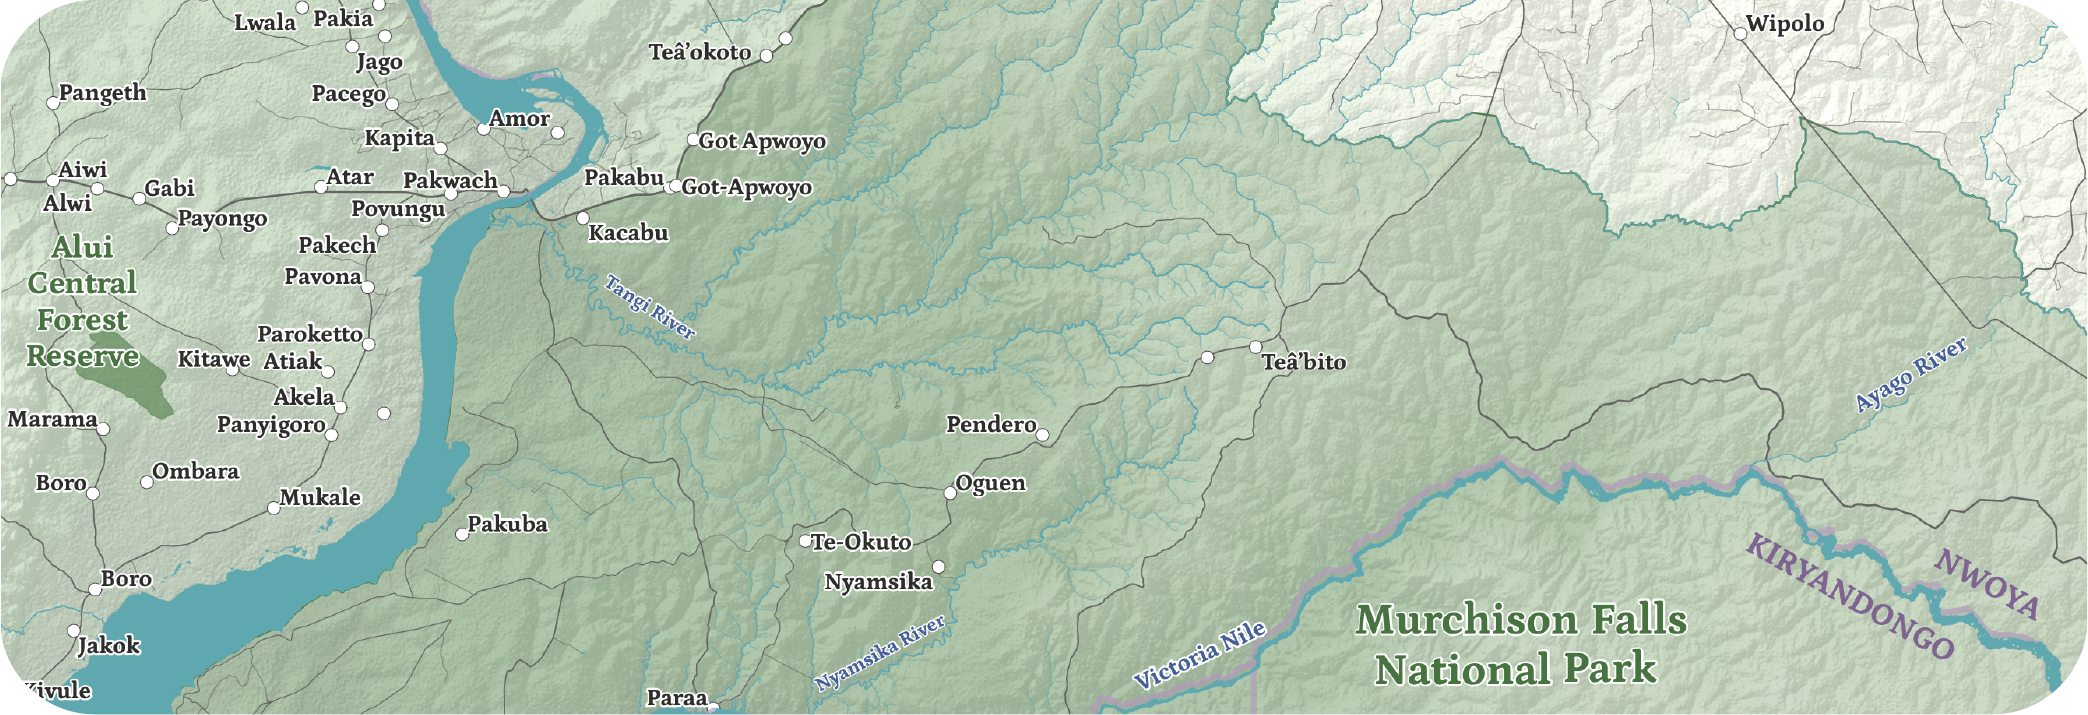 Lwala
Pakia
Wipolo
Teâ’okoto
Jago
Pangeth
Pacego
Amor
Kapita
Got Apwoyo
Aiwi
Atar
Pakwach
Pakabu
Got-Apwoyo
Gabi
Alwi
Povungu
Payongo
Kacabu
Pakech
Alui
Central
Forest
Reserve
Pavona
Tangi River
Paroketto
Kitawe
Atiak
Teâ’bito
Ayago River
Akela
Marama
Panyigoro
Pendero
Ombara
Boro
Oguen
Mukale
Pakuba
Te-Okuto
KIRYANDONGO
NWOYA
Boro
Nyamsika
Murchison Falls
National Park
Jakok
Nyamsika River
Victoria Nile
Kivule
Paraa